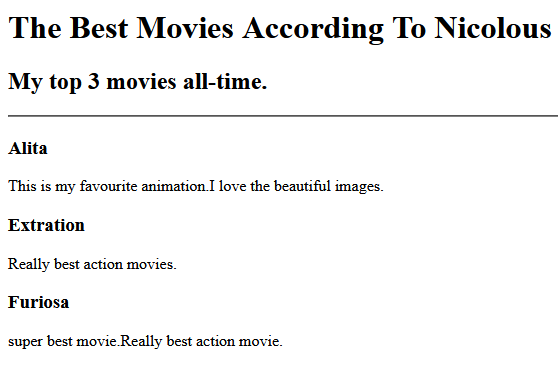 The Best Movies According To Nicolous
My top 3 movies all-time.
Alita
This is my favourite animation.I love the beautiful images.
Extration
Really best action movies.
Furiosa
super best movie.Really best action movie.